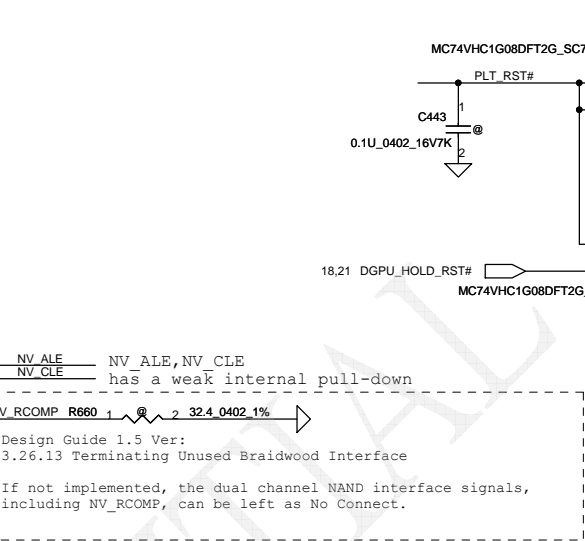 MC74VHC1G08DFT2G_SC7
PLT_RST#
1
C443
@
0.1U_0402_16V7K
2
18,21 DGPU_HOLD_RST#
MC74VHC1G08DFT2G_
NV_ALE NV_ALE,NV_CLE
NV_CLE has a weak internal pull-down
V_RCOMP R660 1 @ 2 32.4_0402_1%
Design Guide 1.5 Ver:
3.26.13 Terminating Unused Braidwood Interface
If not implemented, the dual channel NAND interface signals,
including NV_RCOMP, can be left as No Connect.